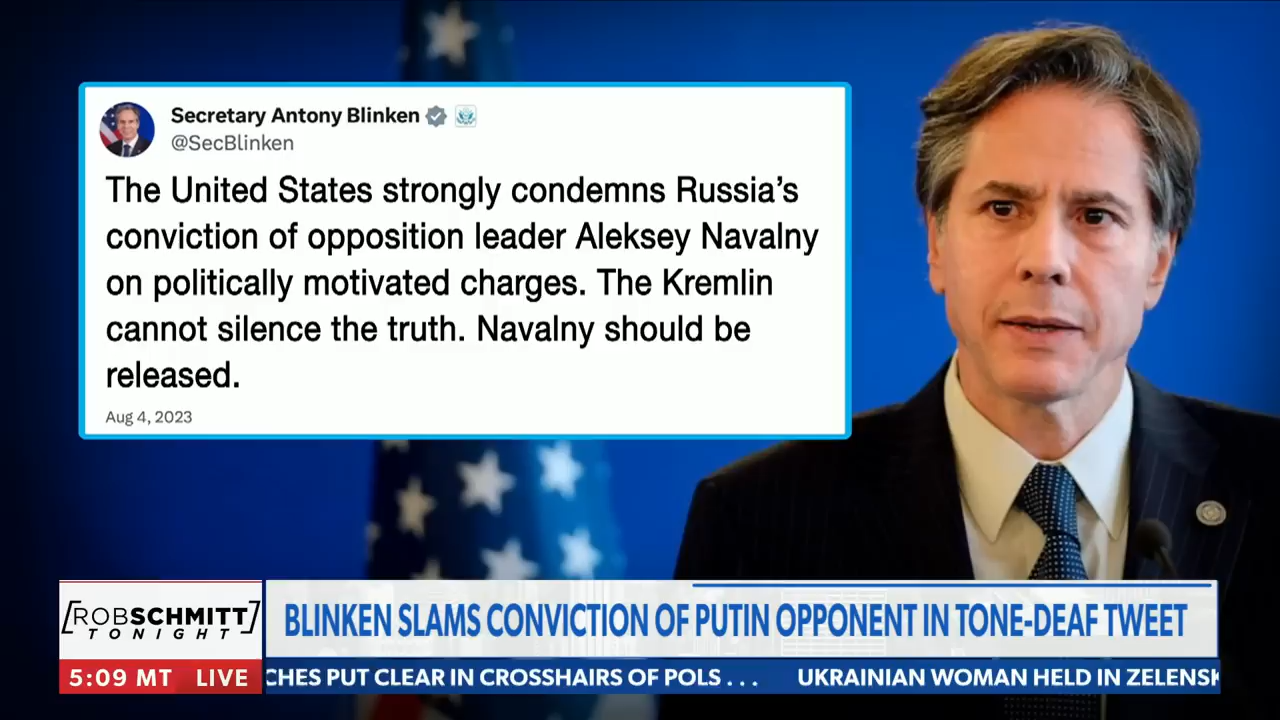 Secretary Antony Blinken
@SecBlinken
The United States strongly condemns Russia’s
conviction of opposition leader Aleksey Navalny
on politically motivated charges. The Kremlin
cannot silence the truth. Navalny should be
released.
Aug 4, 2023
[ROBSCHMITT]
TONIGHT
BLINKEN SLAMS CONVICTION OF PUTIN OPPONENT IN TONE-DEAF TWEET
5:09 MT LIVE
CHES PUT CLEAR IN CROSSHAIRS OF POLS . . . UKRAINIAN WOMAN HELD IN ZELENSK